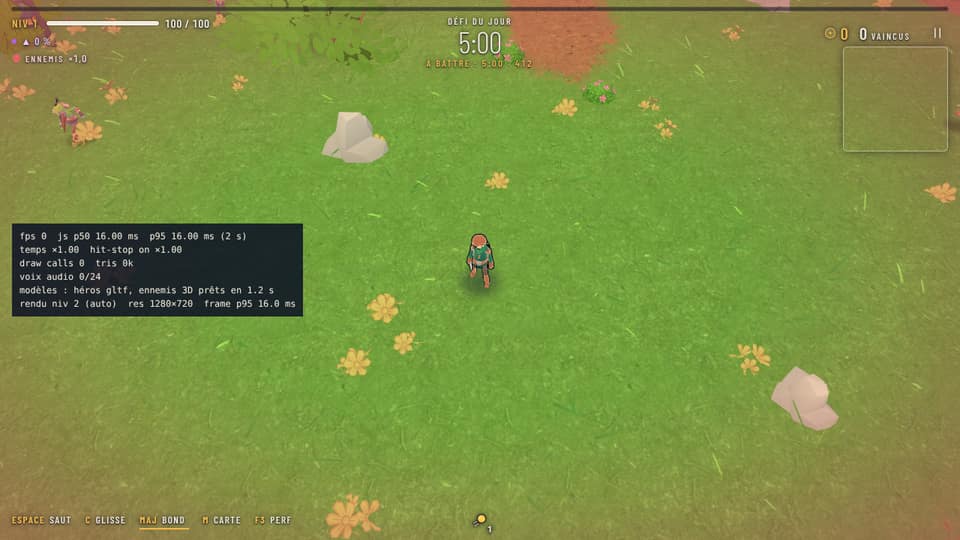 NIV 1 100 / 100
▲ 0 %
ENNEMIS ×1,0
DÉFI DU JOUR
5:00
À BATTRE · 5:00 · 412
0 0 VAINCUS
fps 0 js p50 16.00 ms p95 16.00 ms (2 s)
temps ×1.00 hit-stop on ×1.00
draw calls 0 tris 0k
voix audio 0/24
modèles : héros gltf, ennemis 3D prêts en 1.2 s
rendu niv 2 (auto) res 1280×720 frame p95 16.0 ms
ESPACE SAUT C GLISSE MAJ BOND M CARTE F3 PERF
1